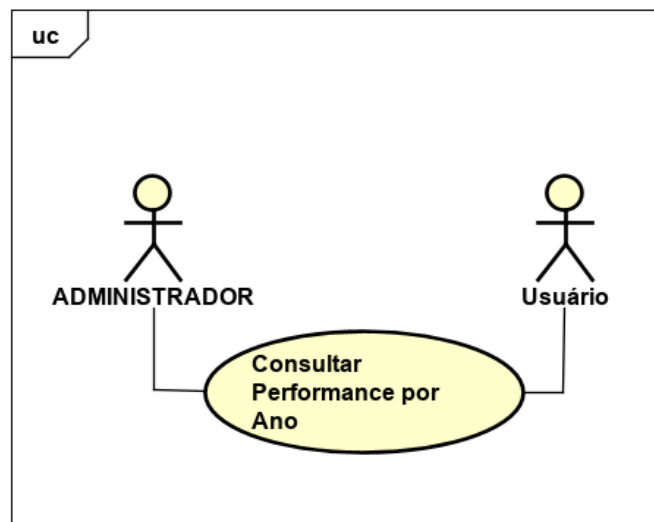 uc
ADMINISTRADOR
Usuário
Consultar
Performance por
Ano